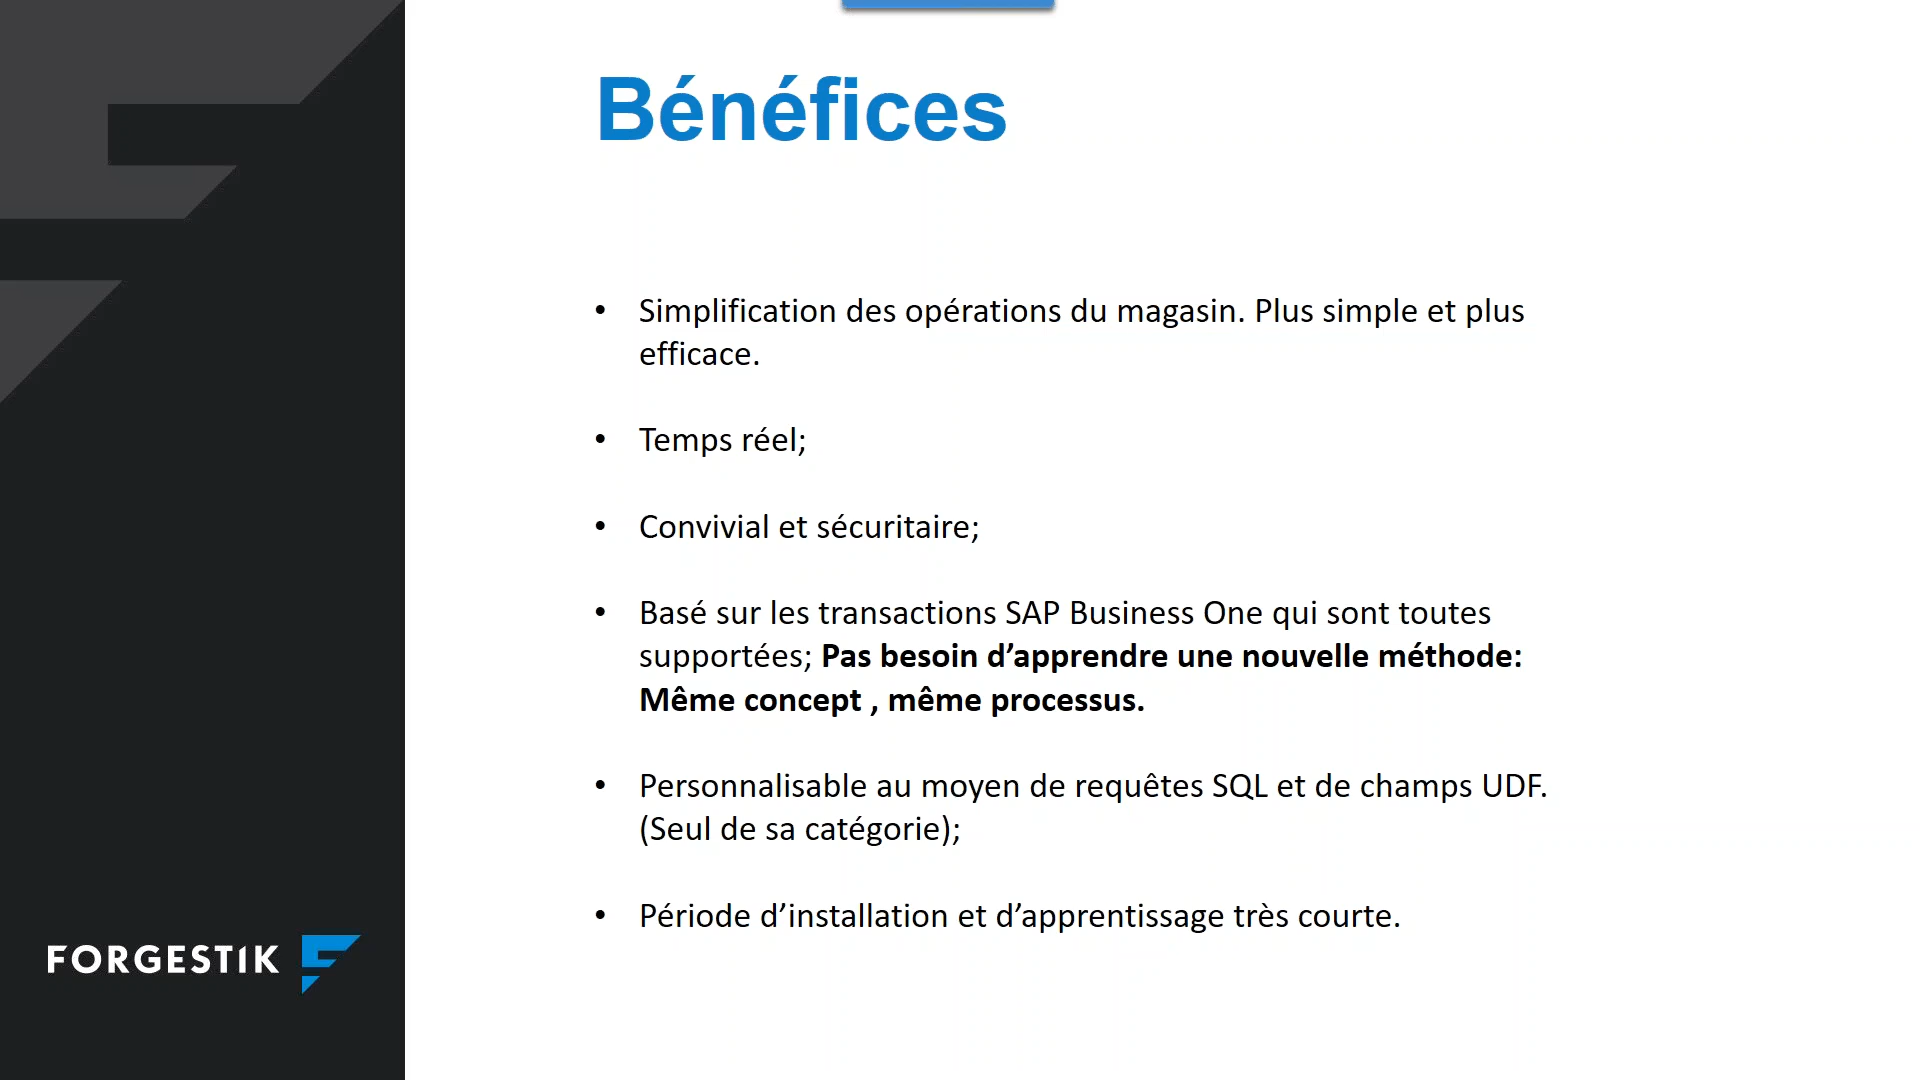 Bénéfices
• Simplification des opérations du magasin. Plus simple et plus
efficace.
• Temps réel;
• Convivial et sécuritaire;
• Basé sur les transactions SAP Business One qui sont toutes
supportées; Pas besoin d’apprendre une nouvelle méthode:
Même concept , même processus.
• Personnalisable au moyen de requêtes SQL et de champs UDF.
(Seul de sa catégorie);
• Période d’installation et d’apprentissage très courte.
FORGESTIK